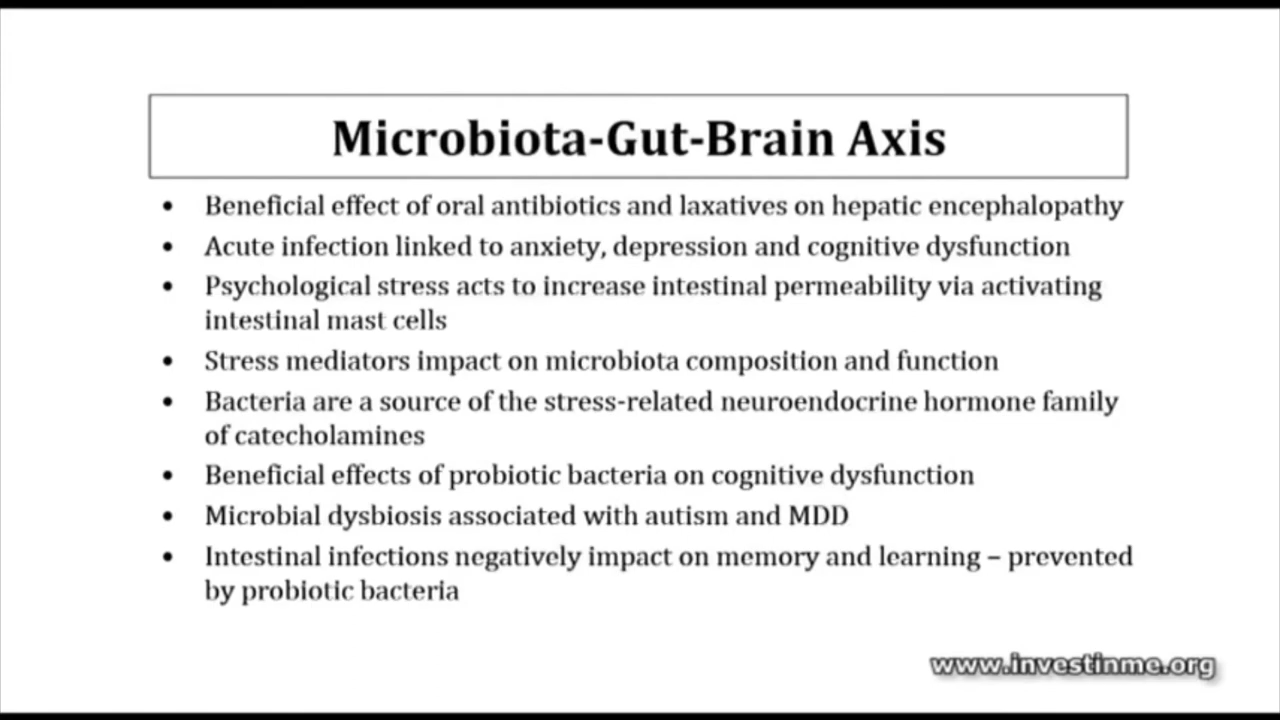 Microbiota-Gut-Brain Axis
• Beneficial effect of oral antibiotics and laxatives on hepatic encephalopathy
• Acute infection linked to anxiety, depression and cognitive dysfunction
• Psychological stress acts to increase intestinal permeability via activating
intestinal mast cells
• Stress mediators impact on microbiota composition and function
• Bacteria are a source of the stress-related neuroendocrine hormone family
of catecholamines
• Beneficial effects of probiotic bacteria on cognitive dysfunction
• Microbial dysbiosis associated with autism and MDD
• Intestinal infections negatively impact on memory and learning – prevented
by probiotic bacteria
www.investinme.org